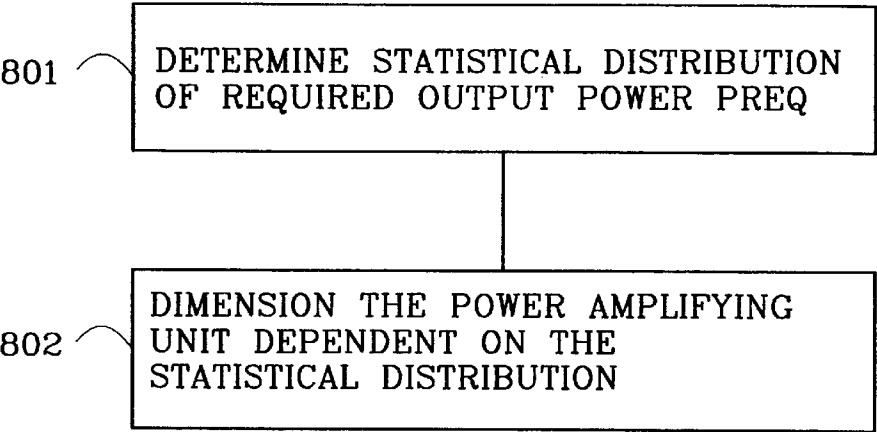 801
DETERMINE STATISTICAL DISTRIBUTION
OF REQUIRED OUTPUT POWER PREQ
802
DIMENSION THE POWER AMPLIFYING
UNIT DEPENDENT ON THE
STATISTICAL DISTRIBUTION